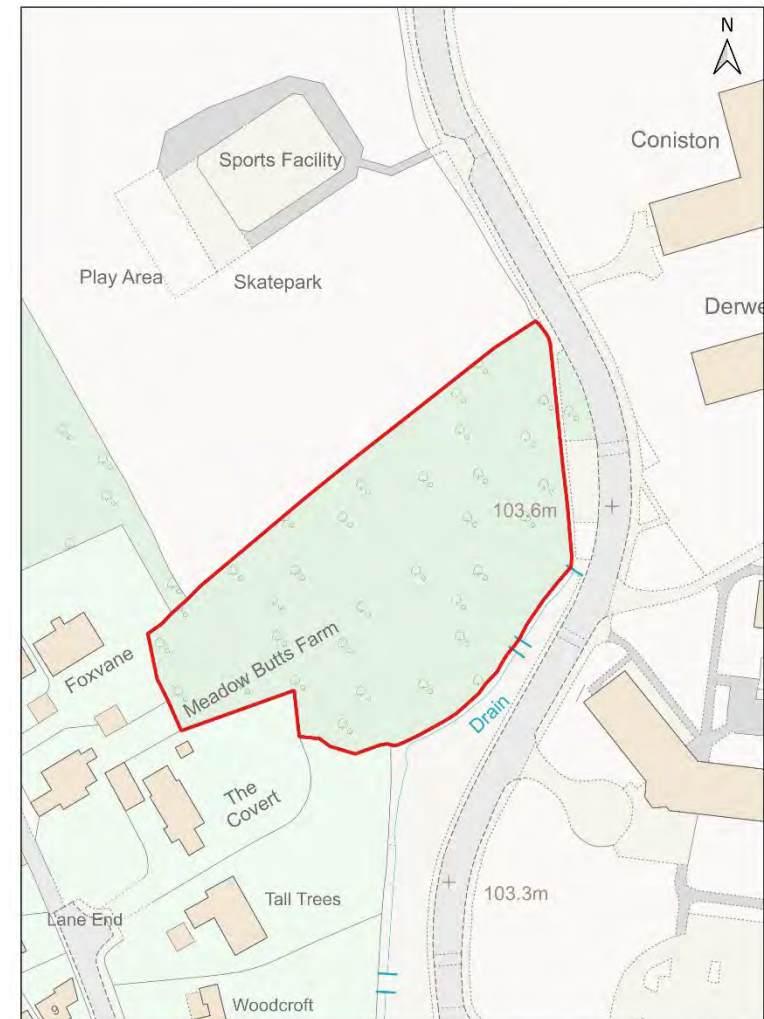 N
Coniston
Sports Facility
Play Area
Skatepark
Derwe
103.6m
Foxvane
Meadow Butts Farm
Drain
The
Covert
103.3m
Tall Trees
Lane End
Woodcroft
9